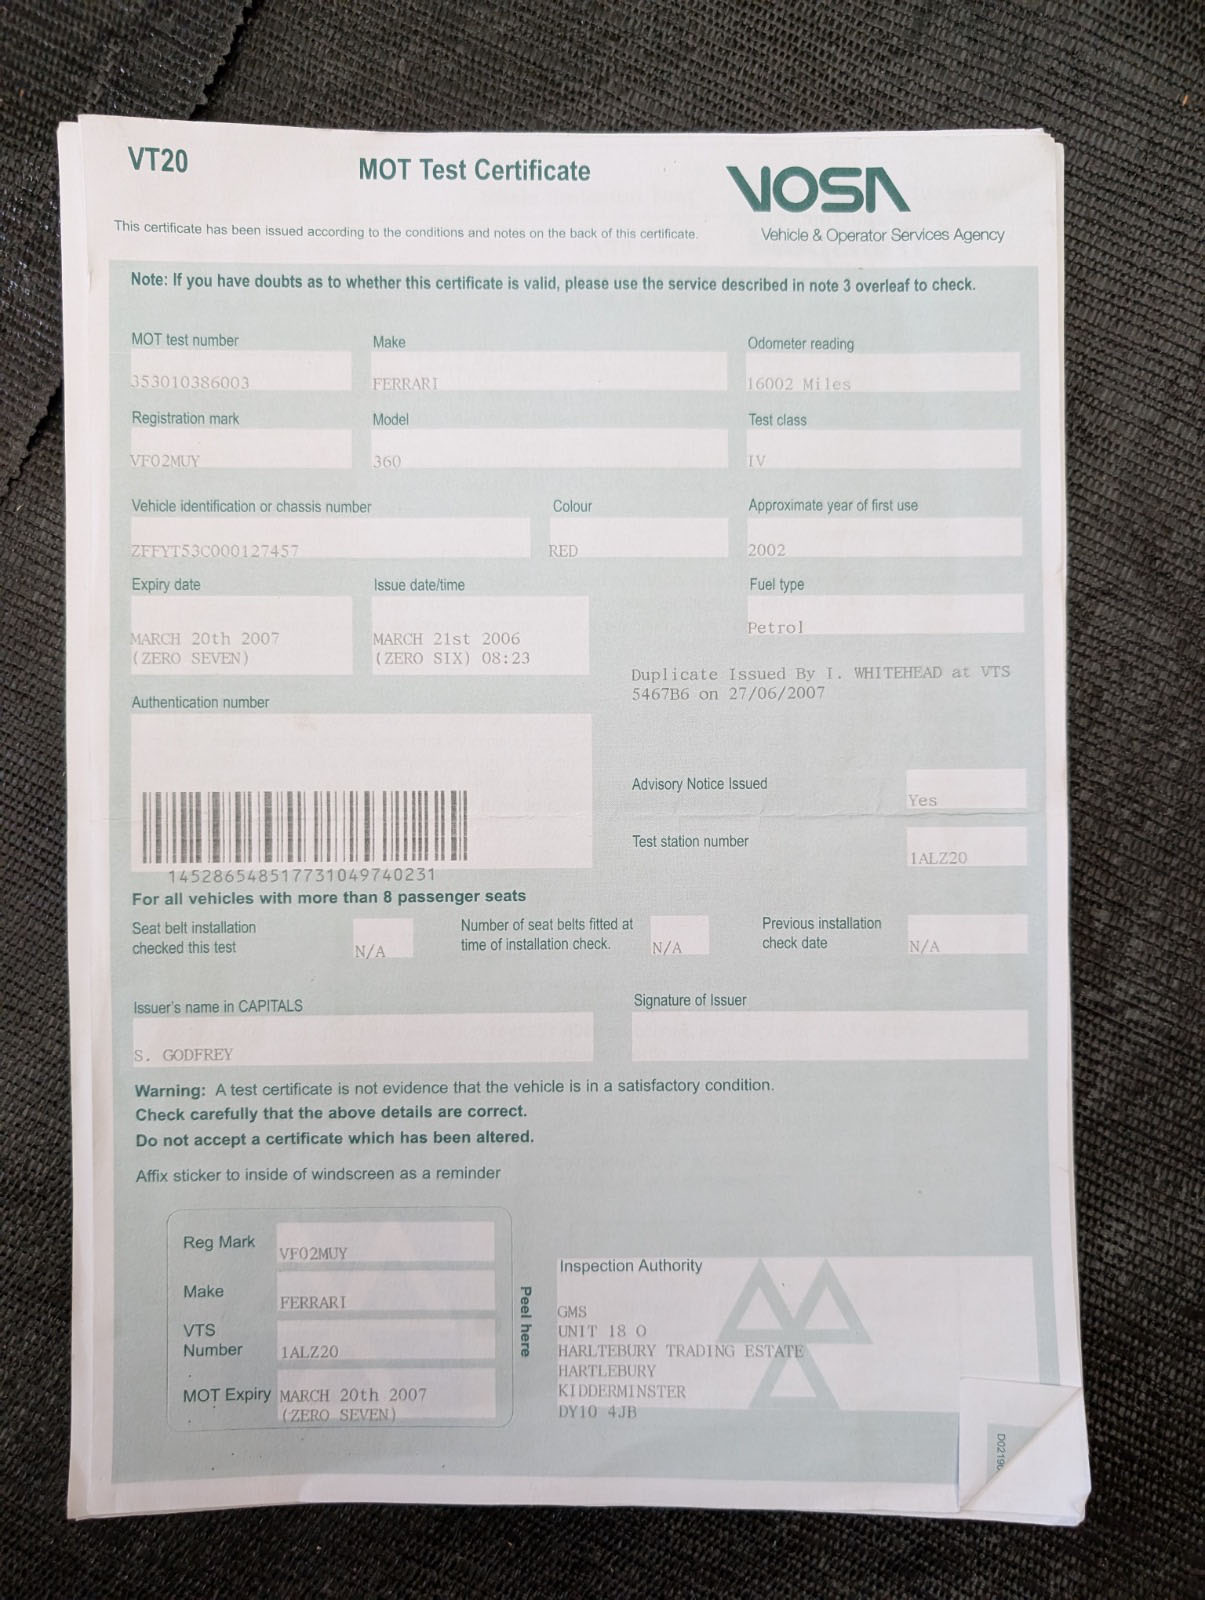 VT20
MOT Test Certificate
VOSA
This certificate has been issued according to the conditions and notes on the back of this certificate.
Vehicle & Operator Services Agency
Note: If you have doubts as to whether this certificate is valid, please use the service described in note 3 overleaf to check.
MOT test number
Make
Odometer reading
353010386003
FERRARI
16002 Miles
Registration mark
Model
Test class
VF02MUY
360
IV
Vehicle identification or chassis number
Colour
Approximate year of first use
ZFFYT53C000127457
RED
2002
Expiry date
Issue date/time
Fuel type
MARCH 20th 2007
(ZERO SEVEN)
MARCH 21st 2006
(ZERO SIX) 08:23
Petrol
Duplicate Issued By I. WHITEHEAD at VTS
5467B6 on 27/06/2007
Authentication number
145286548517731049740231
Advisory Notice Issued
Yes
Test station number
1ALZ20
For all vehicles with more than 8 passenger seats
Seat belt installation
checked this test
N/A
Number of seat belts fitted at
time of installation check.
N/A
Previous installation
check date
N/A
Issuer's name in CAPITALS
Signature of Issuer
S. GODFREY
Warning: A test certificate is not evidence that the vehicle is in a satisfactory condition.
Check carefully that the above details are correct.
Do not accept a certificate which has been altered.
Affix sticker to inside of windscreen as a reminder
Reg Mark
VF02MUY
Make
FERRARI
VTS
Number
1ALZ20
MOT Expiry
MARCH 20th 2007
(ZERO SEVEN)
Peel here
Inspection Authority
GMS
UNIT 18 O
HARLTEBURY TRADING ESTATE
HARTLEBURY
KIDDERMINSTER
DY10 4JB